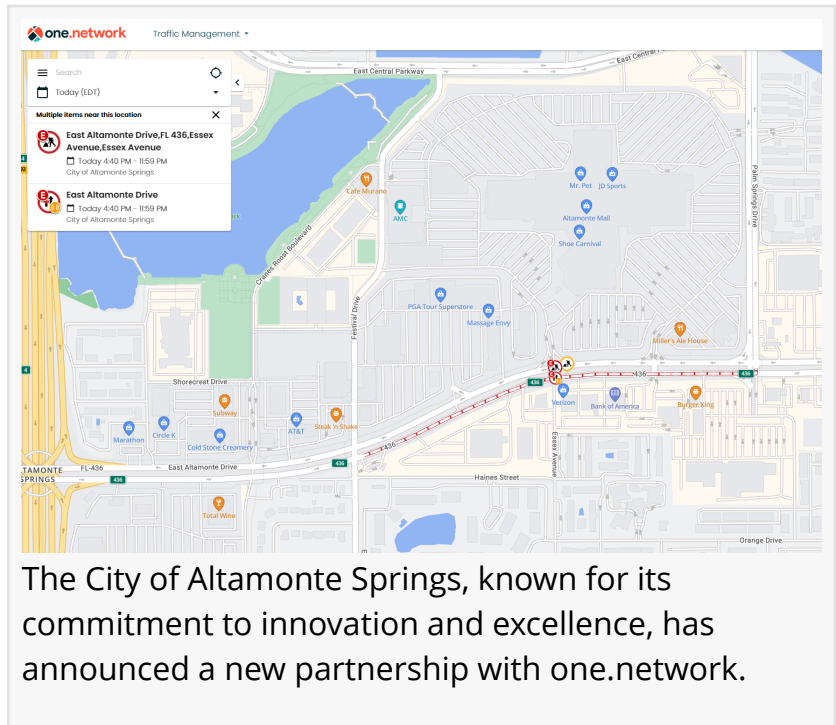 one.network
Traffic Management
Search
Today (EDT)
Multiple items near this location
East Altamonte Drive,FL 436,Essex
Avenue,Essex Avenue
Today 4:40 PM - 11:59 PM
City of Altamonte Springs
East Altamonte Drive
Today 4:40 PM - 11:59 PM
City of Altamonte Springs
East Central Parkway
East Central
Cafe Murano
AMC
Mr. Pet
JD Sports
Altamonte Mall
Shoe Carnival
Palm Springs Drive
Cranes Roost Boulevard
Festival Drive
PGA Tour Superstore
Massage Envy
Miller's Ale House
436
436
436
Verizon
Bank of America
Burger King
Shorecrest Drive
Subway
Marathon
Circle K
Cold Stone Creamery
AT&T
Steak 'n Shake
436
436
TAMONTE
SPRINGS
FL-436
436
East Altamonte Drive
Essex Avenue
Haines Street
Total Wine
Orange Drive
The City of Altamonte Springs, known for its
commitment to innovation and excellence, has
announced a new partnership with one.network.